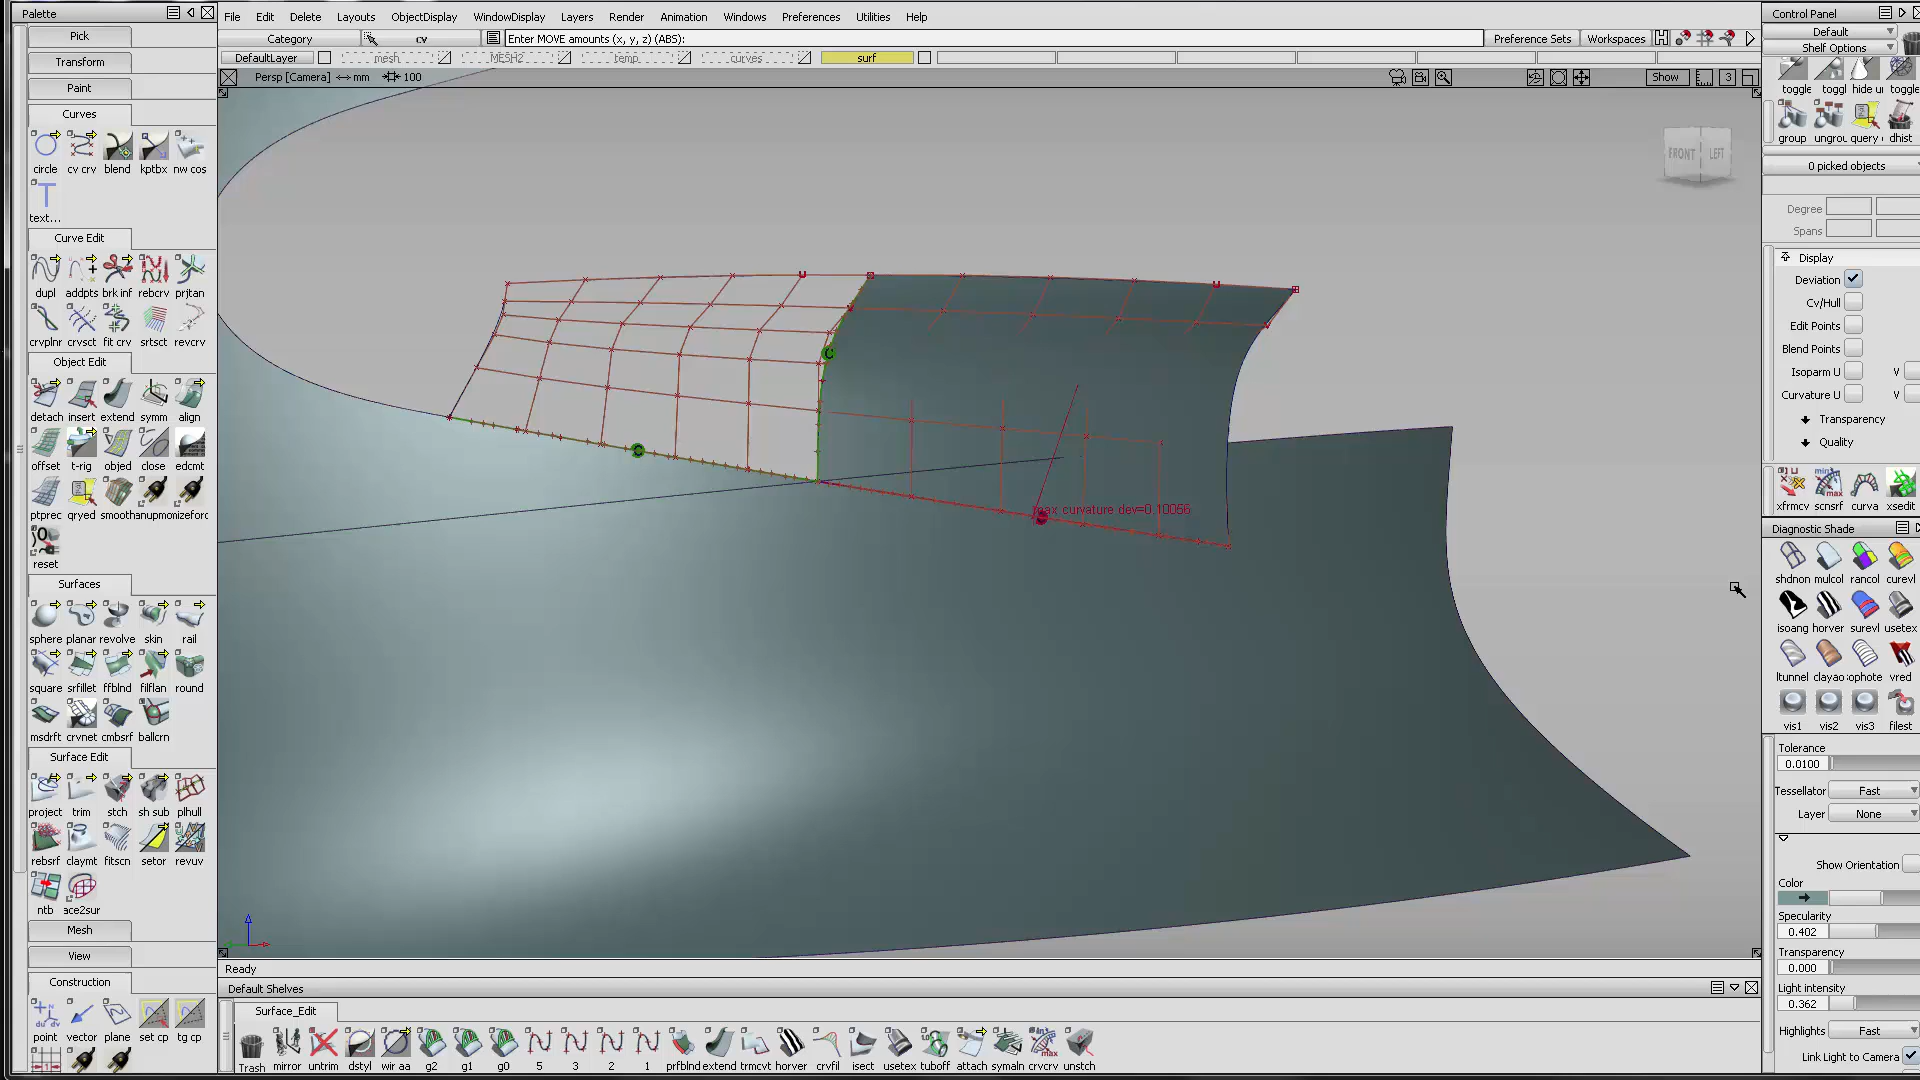 Palette
File Edit Delete Layouts ObjectDisplay WindowDisplay Layers Render Animation Windows Preferences Utilities Help
Control Panel
Category cv Enter MOVE amounts (x, y, z) (ABS): Preference Sets Workspaces
Default
Shelf Options
DefaultLayer mesh MESH2 temp curves surf
Persp [Camera] mm 100 Show 3
Pick
Transform
Paint
Curves
circle cv crv blend kptbx nw cos
text...
Curve Edit
dupl addpts brk inf rebcrv prjtan
crvplnr crvsct fit crv srtsct revcrv
Object Edit
detach insert extend symm align
offset t-rig objed close edcmt
ptprec qryed smooth
reset
Surfaces
sphere planar revolve skin rail
square srfillet ffblnd filflan round
msdrft crvnet cmbsrf ballcrn
Surface Edit
project trim stch sh sub plhull
rebsrf claymt fitscn setor revuv
ntb ace2sur
Mesh
View
Construction
point vector plane set cp tg cp
FRONT LEFT
C
C
U
U
max curvature dev=0.10056
toggle toggl hide u toggle
group ungrou query dhist
0 picked objects
Degree
Spans
Display
Deviation
Cv/Hull
Edit Points
Blend Points
Isoparm U V
Curvature U V
Transparency
Quality
xfrmcv scnsrf curva xsedit
Diagnostic Shade
shdnon mulcol rancol curevl
isoang horver surevl usetex
ltunnel clayao ophote vred
vis1 vis2 vis3 filest
Tolerance
0.0100
Tessellator Fast
Layer None
Show Orientation
Color
Specularity
0.402
Transparency
0.000
Light intensity
0.362
Highlights Fast
Link Light to Camera
Ready
Default Shelves
Surface_Edit
Trash mirror untrim dstyl wir aa g2 g1 g0 5 3 2 1 prfblnd extend trmcvt horver crvfil isect usetex tuboff attach symaln crvcrv unstch